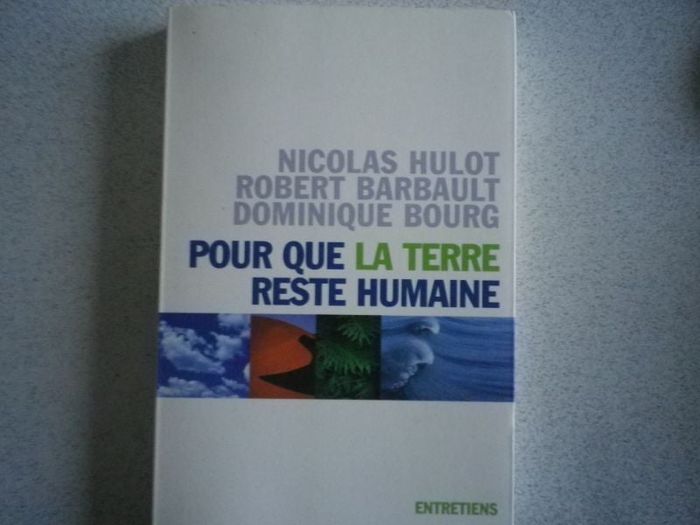 NICOLAS HULOT
ROBERT BARBAULT
DOMINIQUE BOURG
POUR QUE LA TERRE
RESTE HUMAINE
ENTRETIENS